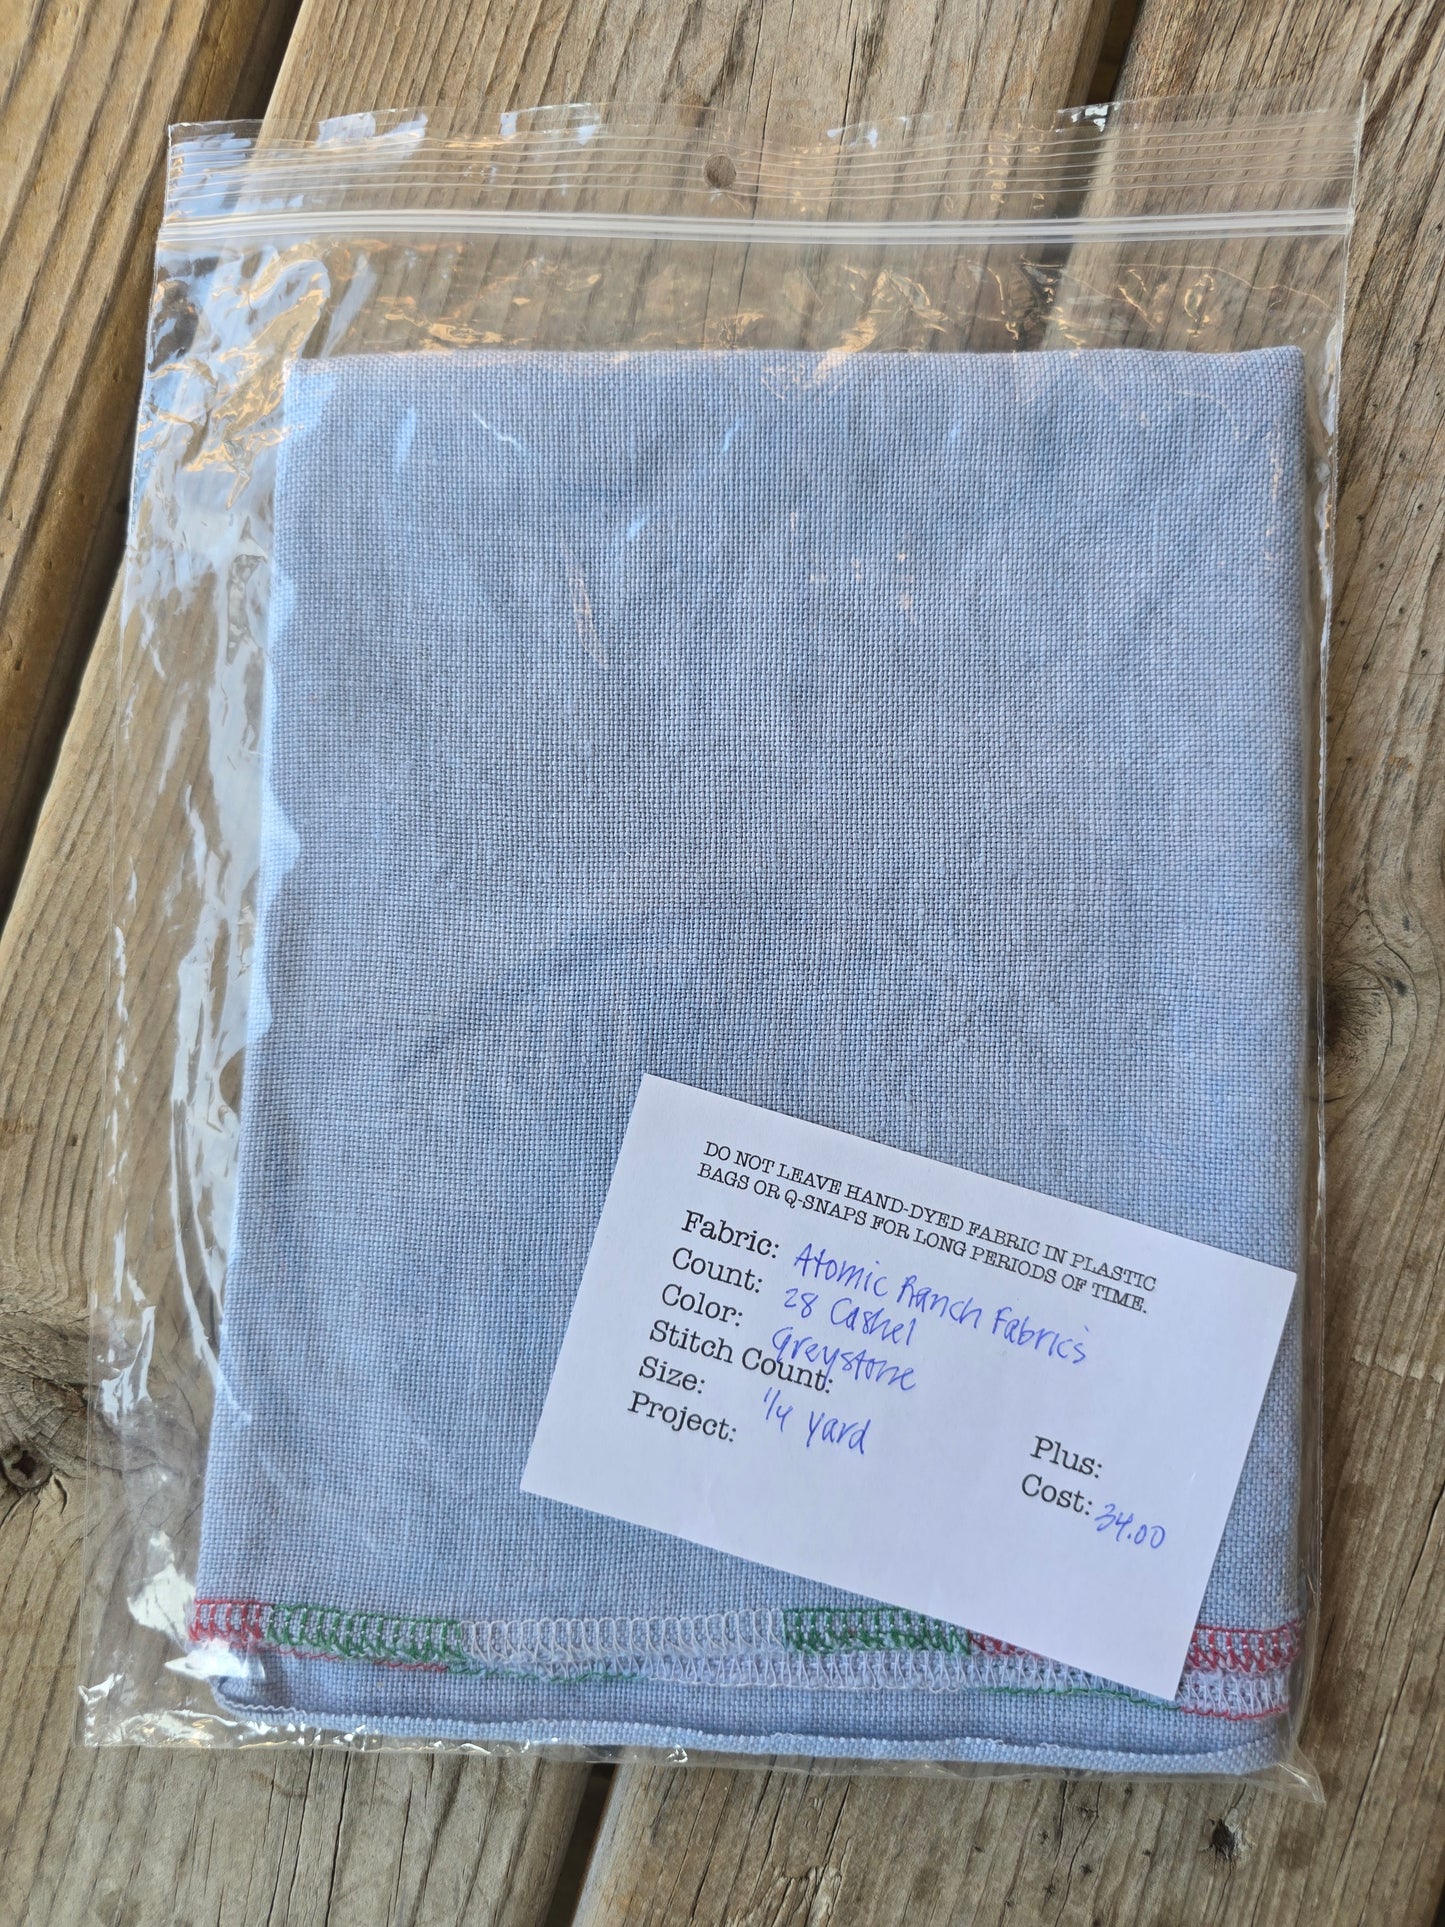 DO NOT LEAVE HAND-DYED FABRIC IN PLASTIC
BAGS OR Q-SNAPS FOR LONG PERIODS OF TIME.
Fabric: Atomic Ranch Fabrics
Count: 28 Cashel
Color: Greystone
Stitch Count:
Size: 1/4 yard
Project:
Plus:
Cost: 34.00